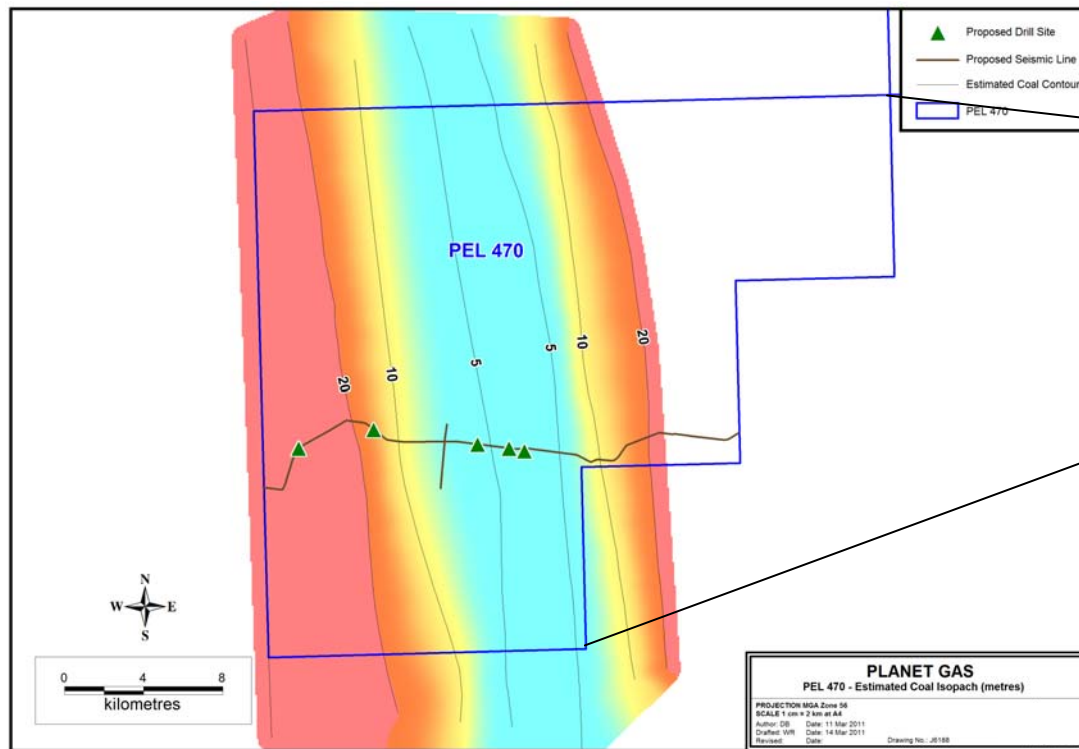 Proposed Drill Site
Proposed Seismic Line
Estimated Coal Contour
PEL 470
PEL 470
20
10
5
5
10
20
N
W E
S
0 4 8
kilometres
PLANET GAS
PEL 470 - Estimated Coal Isopach (metres)
PROJECTION MGA Zone 56
SCALE 1 cm = 2 km at A4
Author: DB Date: 11 Mar 2011
Drafted: WR Date: 14 Mar 2011
Revised: Date: Drawing No.: J6168